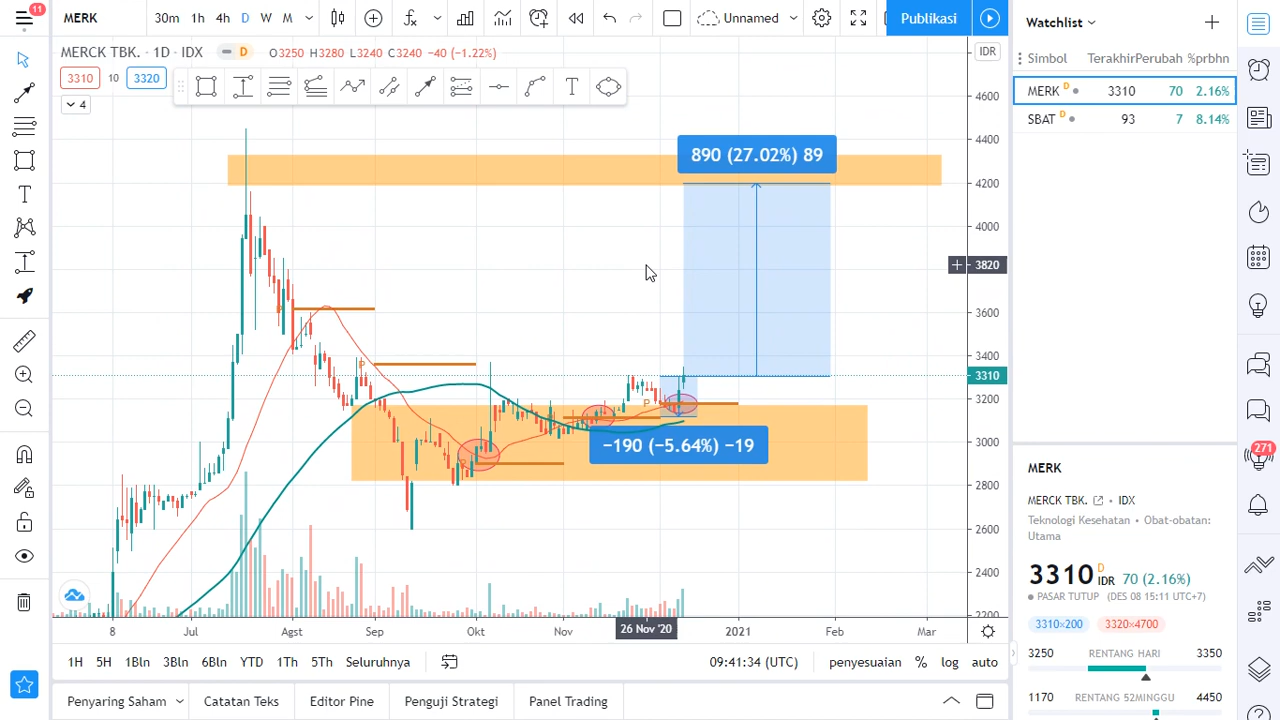 11
MERK
30m 1h 4h D W M
Unnamed
Publikasi
MERCK TBK. · 1D · IDX D O3250 H3280 L3240 C3240 −40 (−1.22%)
3310 10 3320
4
IDR
4600
4400
4200
4000
3820
3600
3400
3310
3200
3000
2800
2600
2400
2200
890 (27.02%) 89
−190 (−5.64%) −19
P
P
P
8 Jul Agst Sep Okt Nov 26 Nov '20 2021 Feb Mar
1H 5H 1Bln 3Bln 6Bln YTD 1Th 5Th Seluruhnya
09:41:34 (UTC) penyesuaian % log auto
Penyaring Saham Catatan Teks Editor Pine Penguji Strategi Panel Trading
Watchlist
Simbol Terakhir Perubah %prbhn
MERK D 3310 70 2.16%
SBAT D 93 7 8.14%
271
MERK
MERCK TBK. • IDX
Teknologi Kesehatan • Obat-obatan:
Utama
3310 D IDR 70 (2.16%)
PASAR TUTUP (DES 08 15:11 UTC+7)
3310×200 3320×4700
3250 RENTANG HARI 3350
1170 RENTANG 52MINGGU 4450